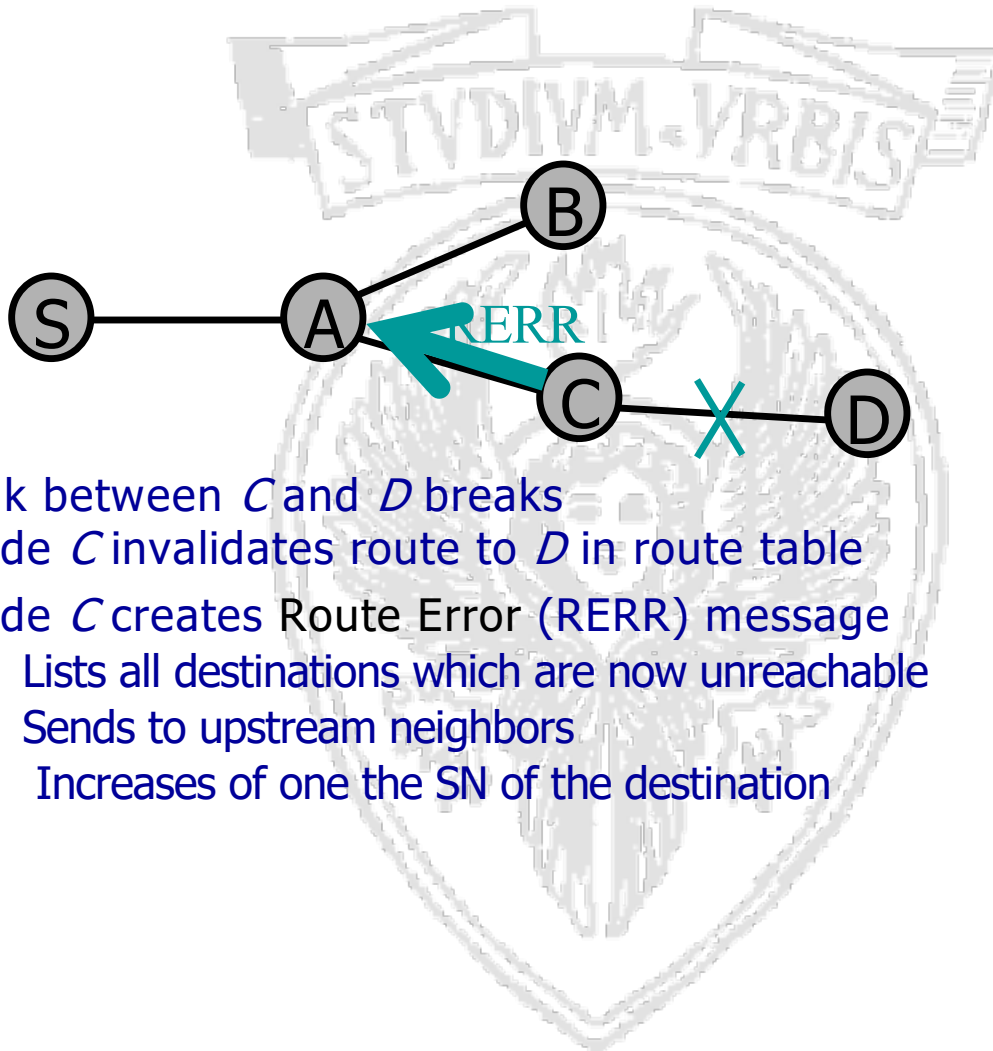 STVDIVM·VRBIS
B
S
A
RERR
C
D
k between C and D breaks
de C invalidates route to D in route table
de C creates Route Error (RERR) message
Lists all destinations which are now unreachable
Sends to upstream neighbors
Increases of one the SN of the destination